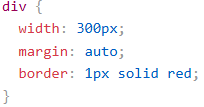 div {
  width: 300px;
  margin: auto;
  border: 1px solid red;
}